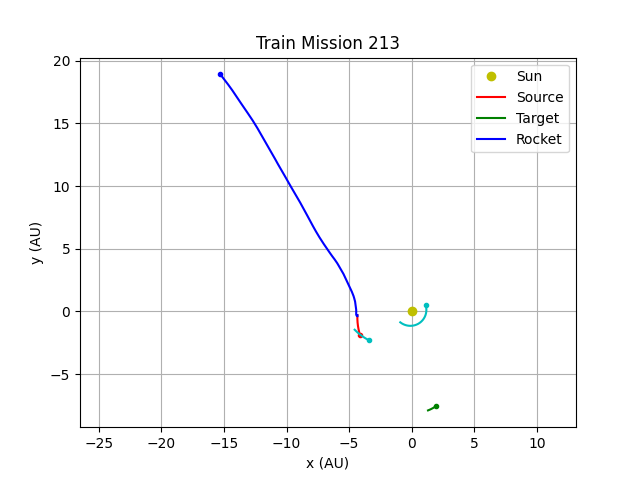 Train Mission 213
Sun
Source
Target
Rocket
20
15
10
5
0
−5
y (AU)
−25
−20
−15
−10
−5
0
5
10
x (AU)